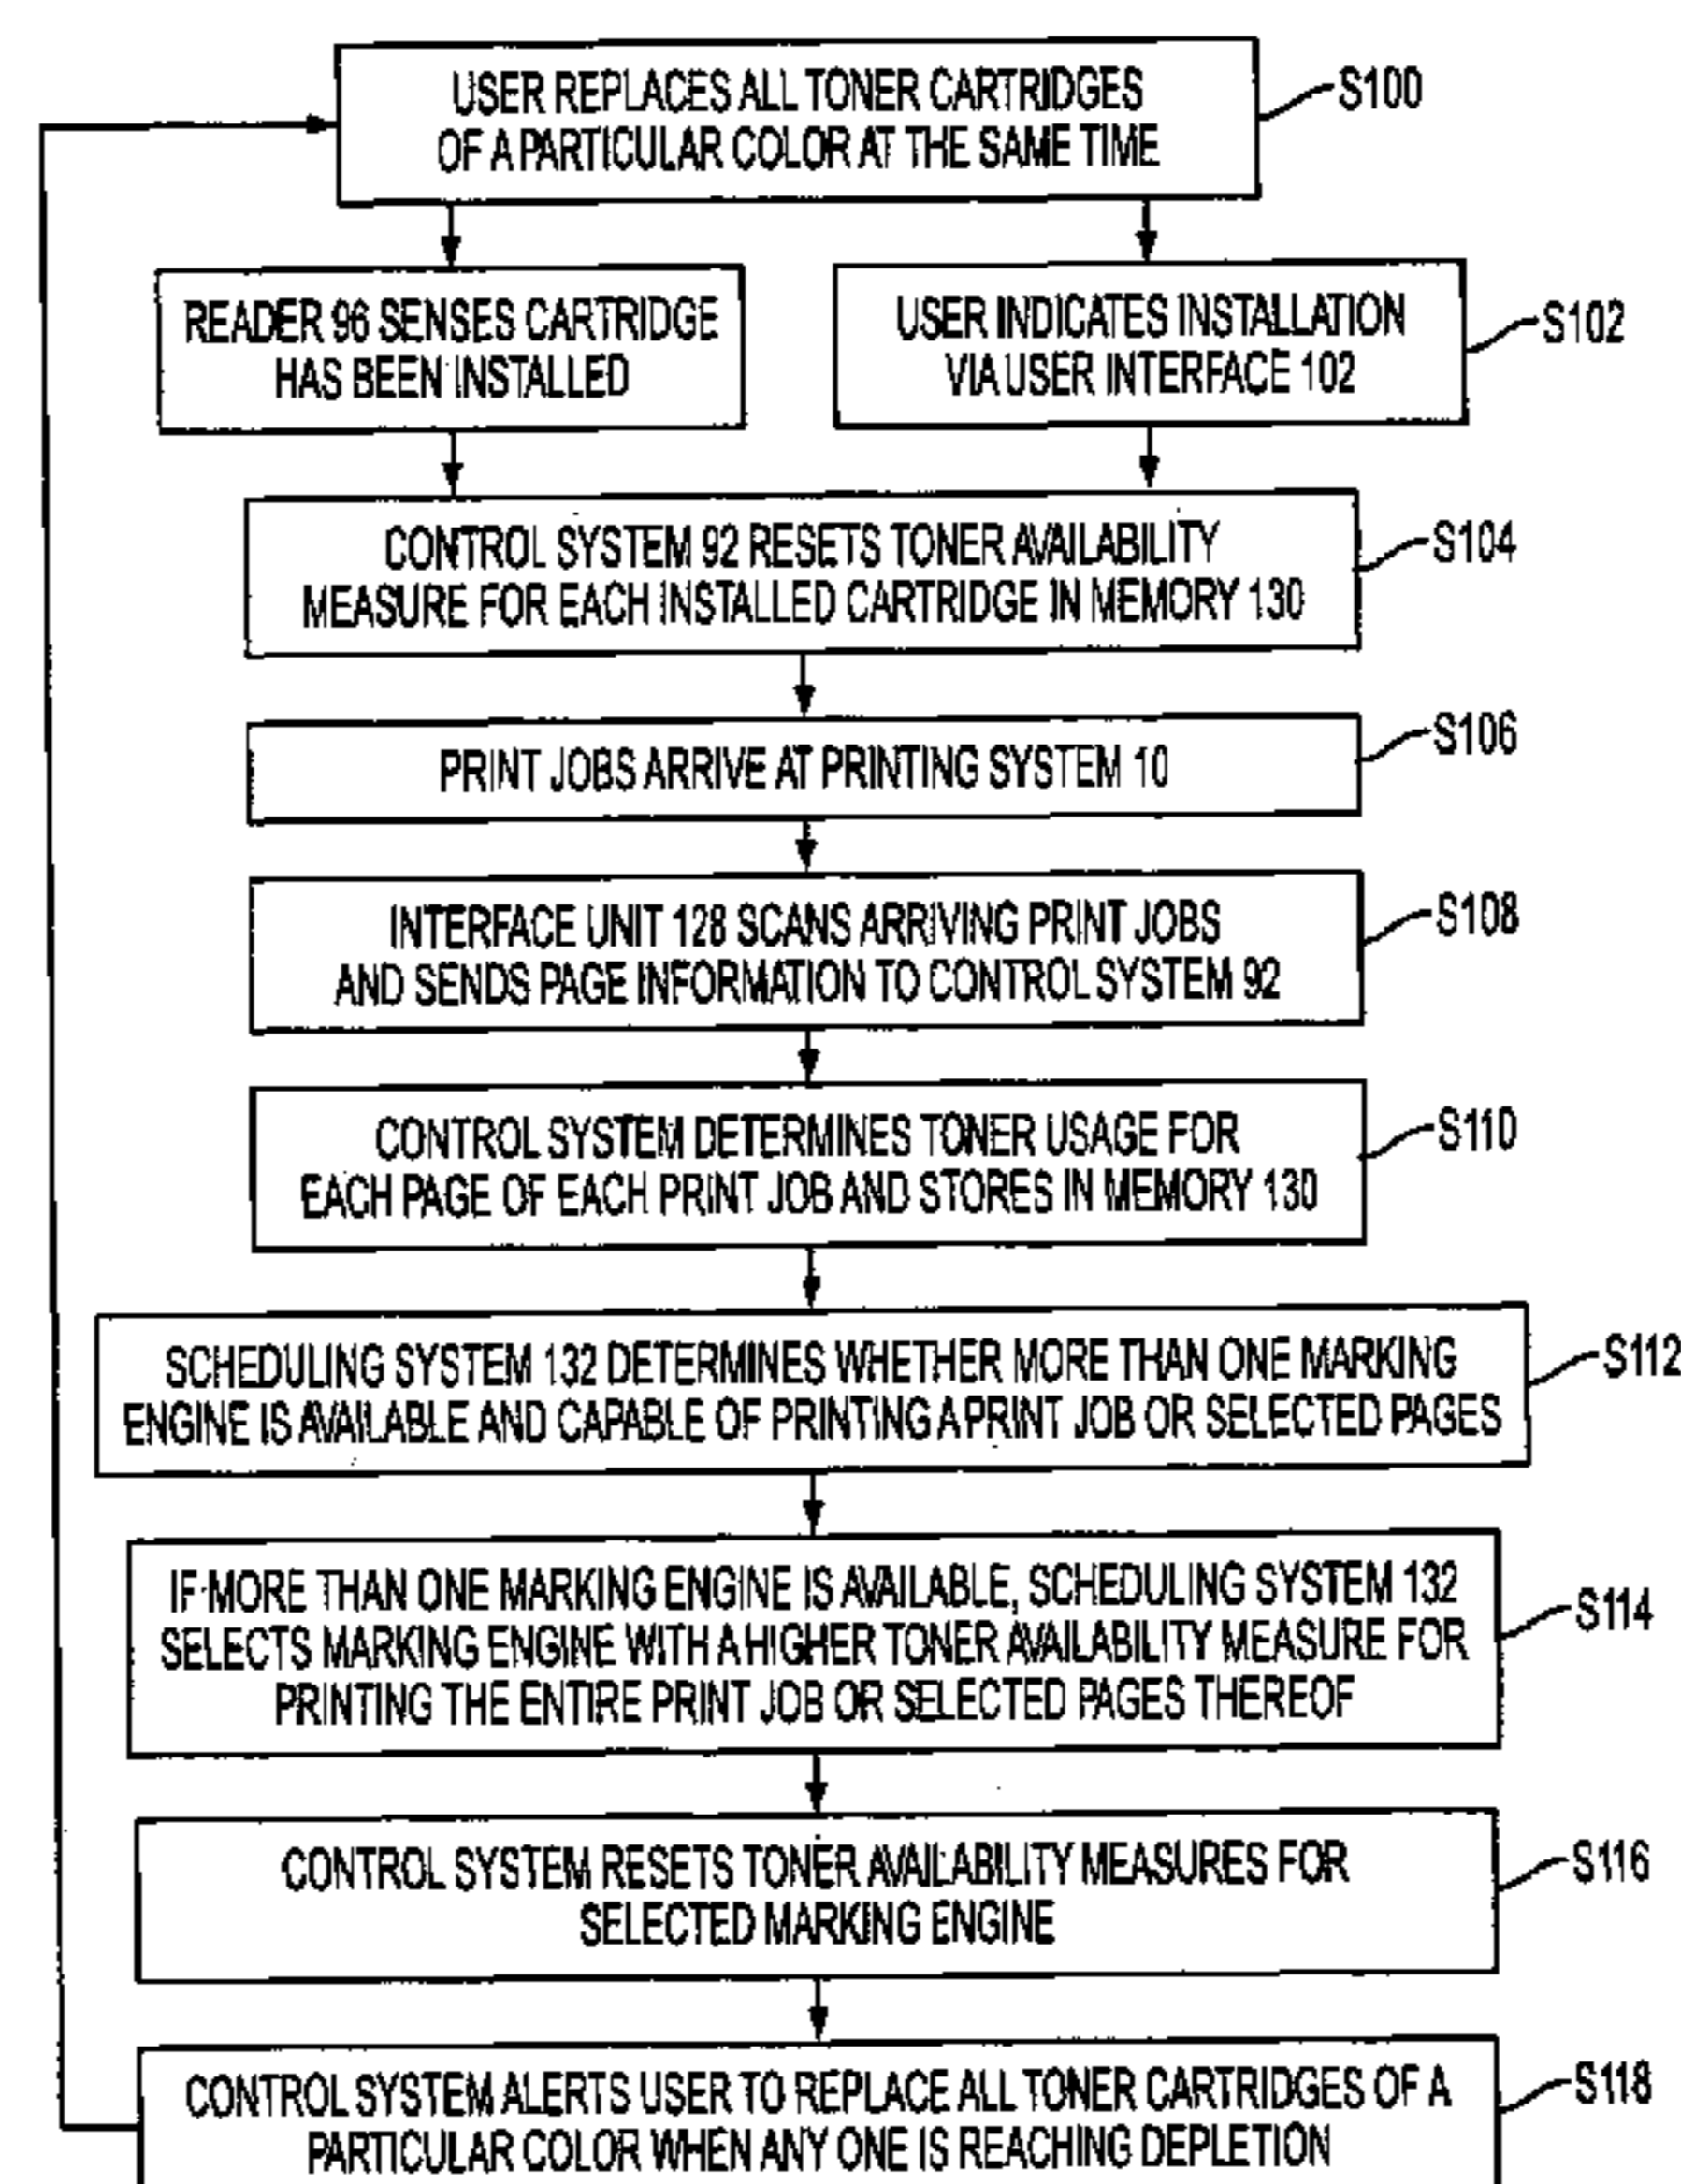 USER REPLACES ALL TONER CARTRIDGES
OF A PARTICULAR COLOR AT THE SAME TIME
S100
READER 96 SENSES CARTRIDGE
HAS BEEN INSTALLED
USER INDICATES INSTALLATION
VIA USER INTERFACE 102
S102
CONTROL SYSTEM 92 RESETS TONER AVAILABILITY
MEASURE FOR EACH INSTALLED CARTRIDGE IN MEMORY 130
S104
PRINT JOBS ARRIVE AT PRINTING SYSTEM 10
S106
INTERFACE UNIT 128 SCANS ARRIVING PRINT JOBS
AND SENDS PAGE INFORMATION TO CONTROL SYSTEM 92
S108
CONTROL SYSTEM DETERMINES TONER USAGE FOR
EACH PAGE OF EACH PRINT JOB AND STORES IN MEMORY 130
S110
SCHEDULING SYSTEM 132 DETERMINES WHETHER MORE THAN ONE MARKING
ENGINE IS AVAILABLE AND CAPABLE OF PRINTING A PRINT JOB OR SELECTED PAGES
S112
IF MORE THAN ONE MARKING ENGINE IS AVAILABLE, SCHEDULING SYSTEM 132
SELECTS MARKING ENGINE WITH A HIGHER TONER AVAILABILITY MEASURE FOR
PRINTING THE ENTIRE PRINT JOB OR SELECTED PAGES THEREOF
S114
CONTROL SYSTEM RESETS TONER AVAILABILITY MEASURES FOR
SELECTED MARKING ENGINE
S116
CONTROL SYSTEM ALERTS USER TO REPLACE ALL TONER CARTRIDGES OF A
PARTICULAR COLOR WHEN ANY ONE IS REACHING DEPLETION
S118